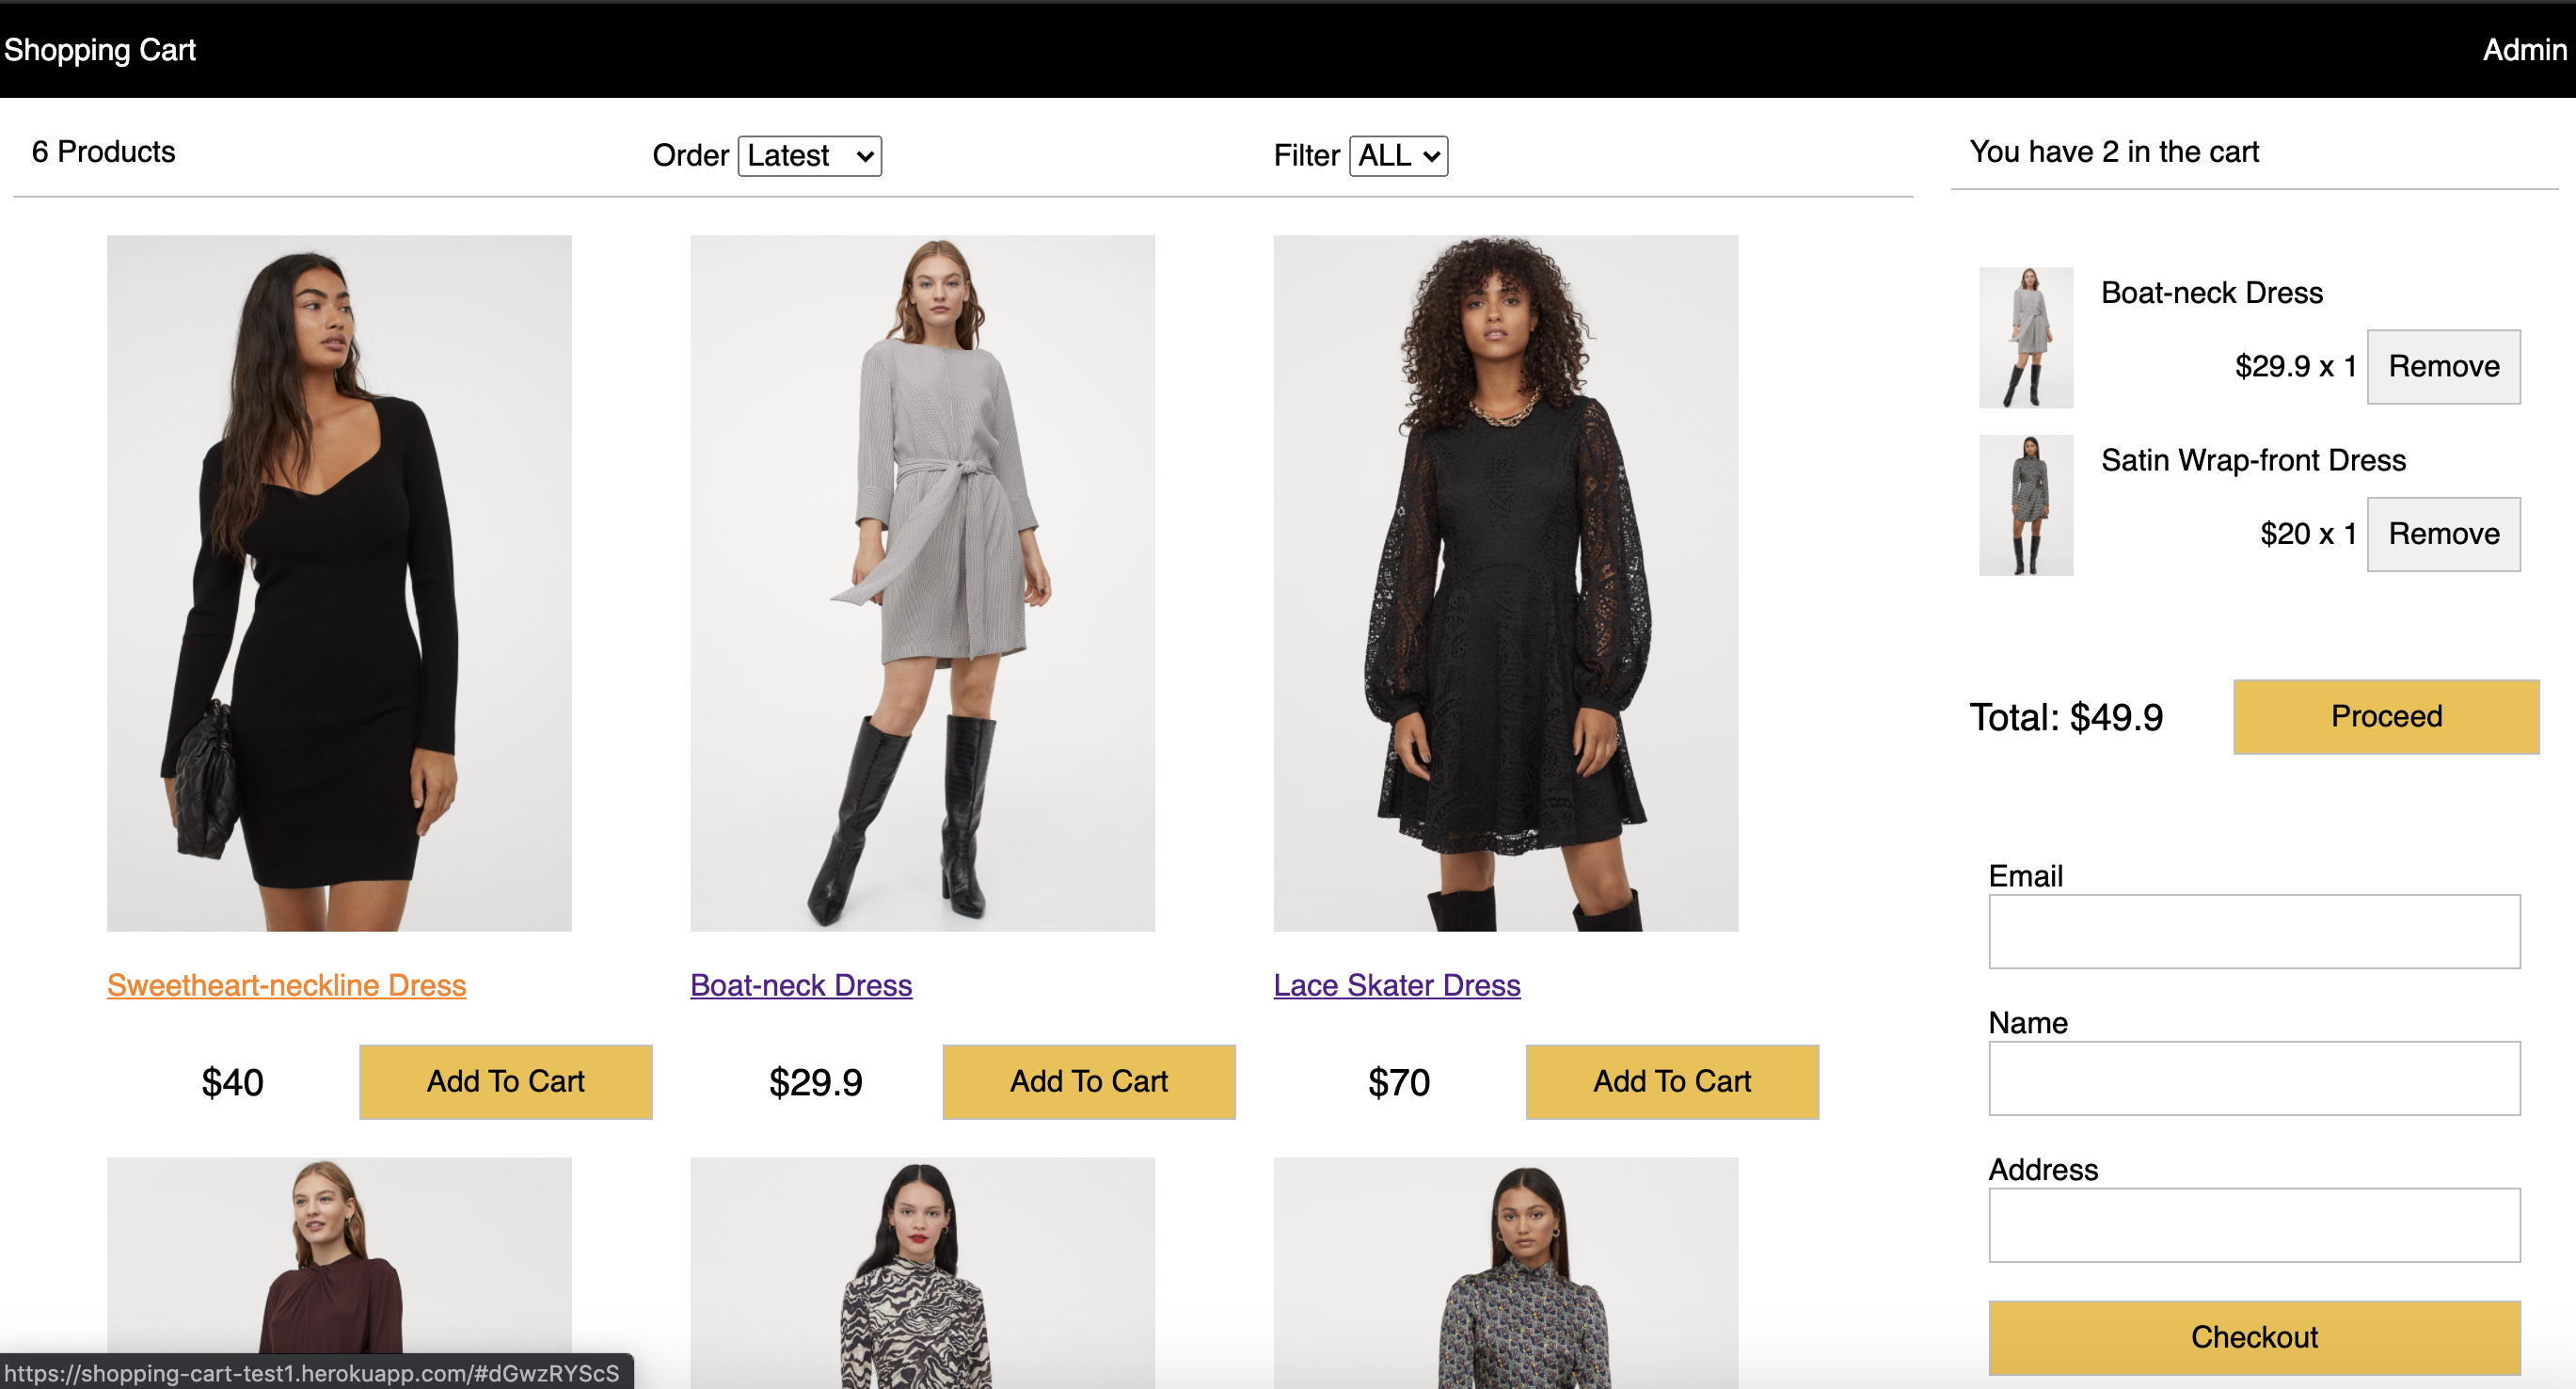 Shopping Cart
Admin
6 Products
Order Latest
Filter ALL
Sweetheart-neckline Dress
$40
Add To Cart
Boat-neck Dress
$29.9
Add To Cart
Lace Skater Dress
$70
Add To Cart
You have 2 in the cart
Boat-neck Dress
$29.9 x 1 Remove
Satin Wrap-front Dress
$20 x 1 Remove
Total: $49.9
Proceed
Email
Name
Address
Checkout
https://shopping-cart-test1.herokuapp.com/#dGwzRYScS